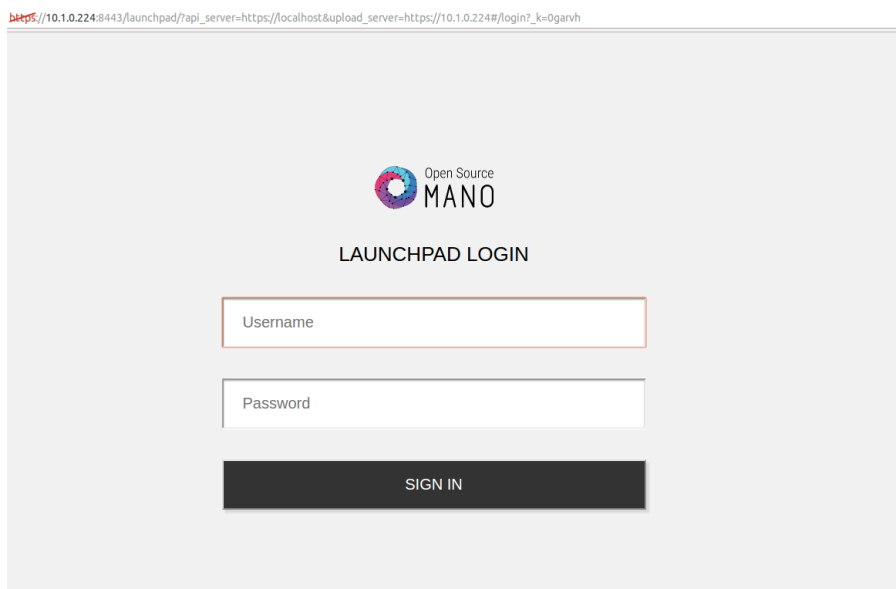 https://10.1.0.224:8443/launchpad/?api_server=https://localhost&upload_server=https://10.1.0.224#/login?_k=0garvh
Open Source
MANO
LAUNCHPAD LOGIN
Username
Password
SIGN IN